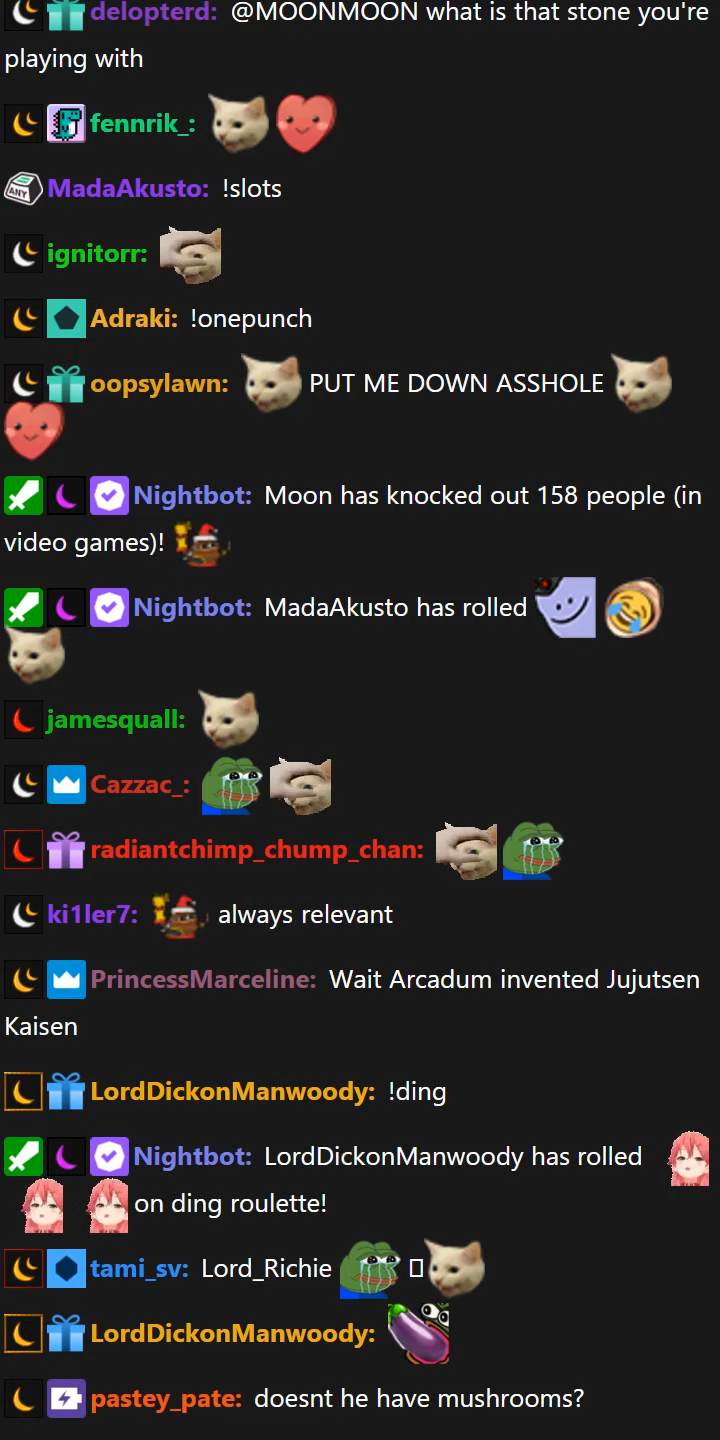 delopterd: @MOONMOON what is that stone you're
playing with
fennrik_:
ANY MadaAkusto: !slots
ignitorr:
Adraki: !onepunch
oopsylawn: PUT ME DOWN ASSHOLE
Nightbot: Moon has knocked out 158 people (in
video games)!
Nightbot: MadaAkusto has rolled
jamesquall:
Cazzac_:
radiantchimp_chump_chan:
ki1ler7: always relevant
PrincessMarceline: Wait Arcadum invented Jujutsen
Kaisen
LordDickonManwoody: !ding
Nightbot: LordDickonManwoody has rolled
on ding roulette!
tami_sv: Lord_Richie
LordDickonManwoody:
pastey_pate: doesnt he have mushrooms?